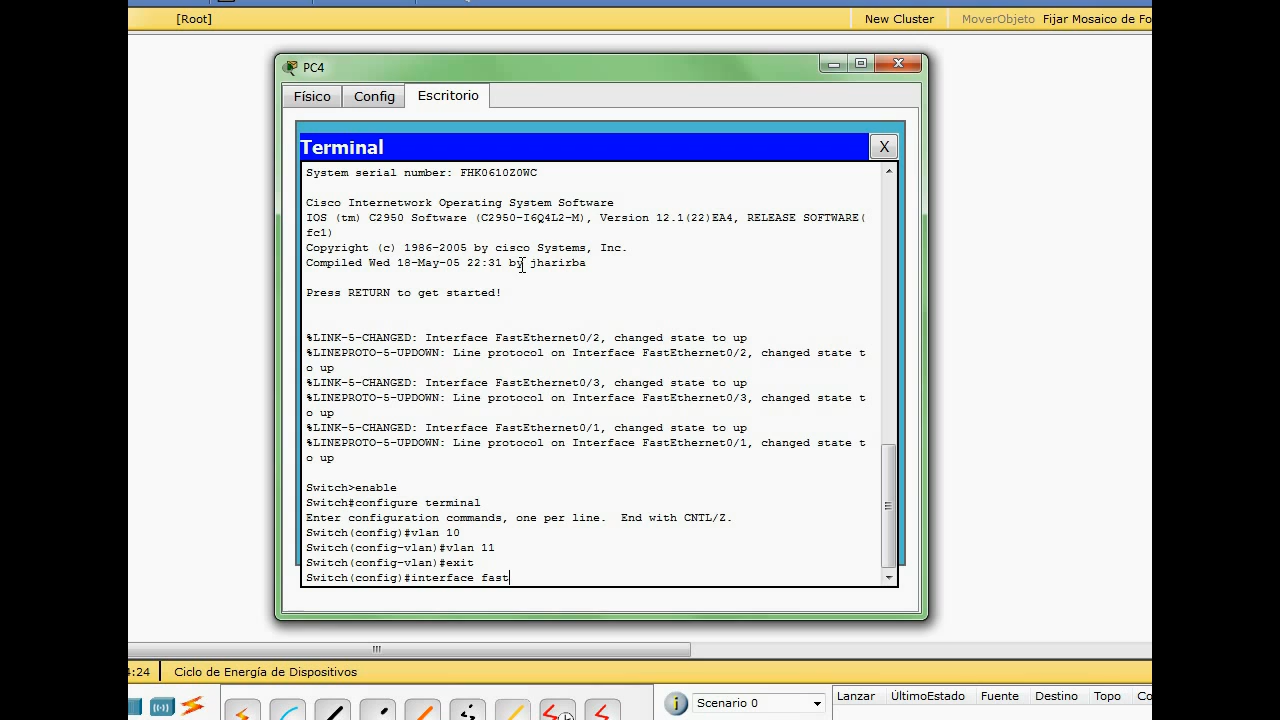 [Root]
New Cluster
MoverObjeto
Fijar Mosaico de Fo
PC4
Físico
Config
Escritorio
Terminal
X
System serial number: FHK0610Z0WC
Cisco Internetwork Operating System Software
IOS (tm) C2950 Software (C2950-I6Q4L2-M), Version 12.1(22)EA4, RELEASE SOFTWARE(
fc1)
Copyright (c) 1986-2005 by cisco Systems, Inc.
Compiled Wed 18-May-05 22:31 by jharirba
Press RETURN to get started!
%LINK-5-CHANGED: Interface FastEthernet0/2, changed state to up
%LINEPROTO-5-UPDOWN: Line protocol on Interface FastEthernet0/2, changed state t
o up
%LINK-5-CHANGED: Interface FastEthernet0/3, changed state to up
%LINEPROTO-5-UPDOWN: Line protocol on Interface FastEthernet0/3, changed state t
o up
%LINK-5-CHANGED: Interface FastEthernet0/1, changed state to up
%LINEPROTO-5-UPDOWN: Line protocol on Interface FastEthernet0/1, changed state t
o up
Switch>enable
Switch#configure terminal
Enter configuration commands, one per line.  End with CNTL/Z.
Switch(config)#vlan 10
Switch(config-vlan)#vlan 11
Switch(config-vlan)#exit
Switch(config)#interface fast
:24
Ciclo de Energía de Dispositivos
Scenario 0
Lanzar
ÚltimoEstado
Fuente
Destino
Topo
Co